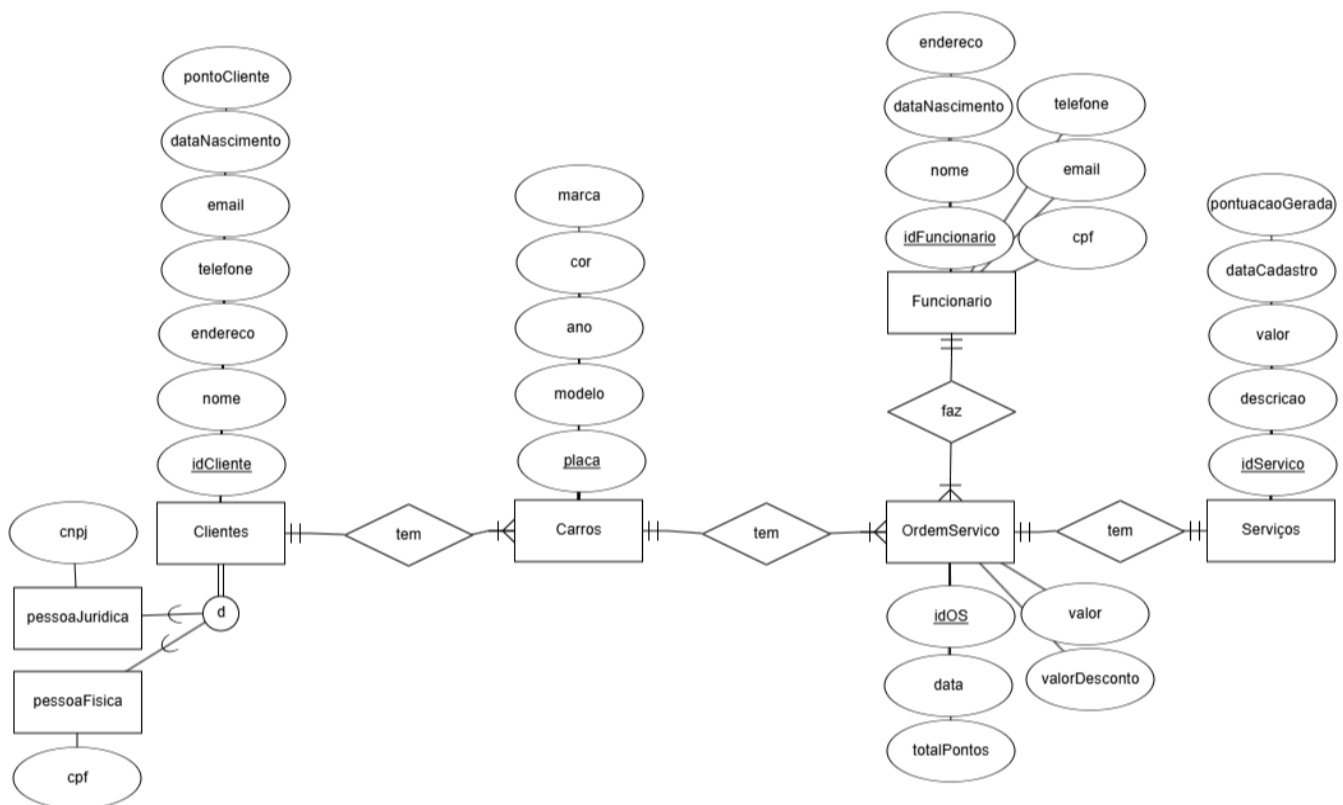 endereco
pontoCliente
dataNascimento
telefone
dataNascimento
marca
nome
email
email
pontuacaoGerada
cor
idFuncionario
cpf
telefone
dataCadastro
ano
Funcionario
endereco
valor
modelo
faz
nome
descricao
placa
idCliente
idServico
cnpj
Clientes
tem
Carros
tem
OrdemServico
tem
Serviços
pessoaJuridica
d
idOS
valor
pessoaFisica
data
valorDesconto
totalPontos
cpf